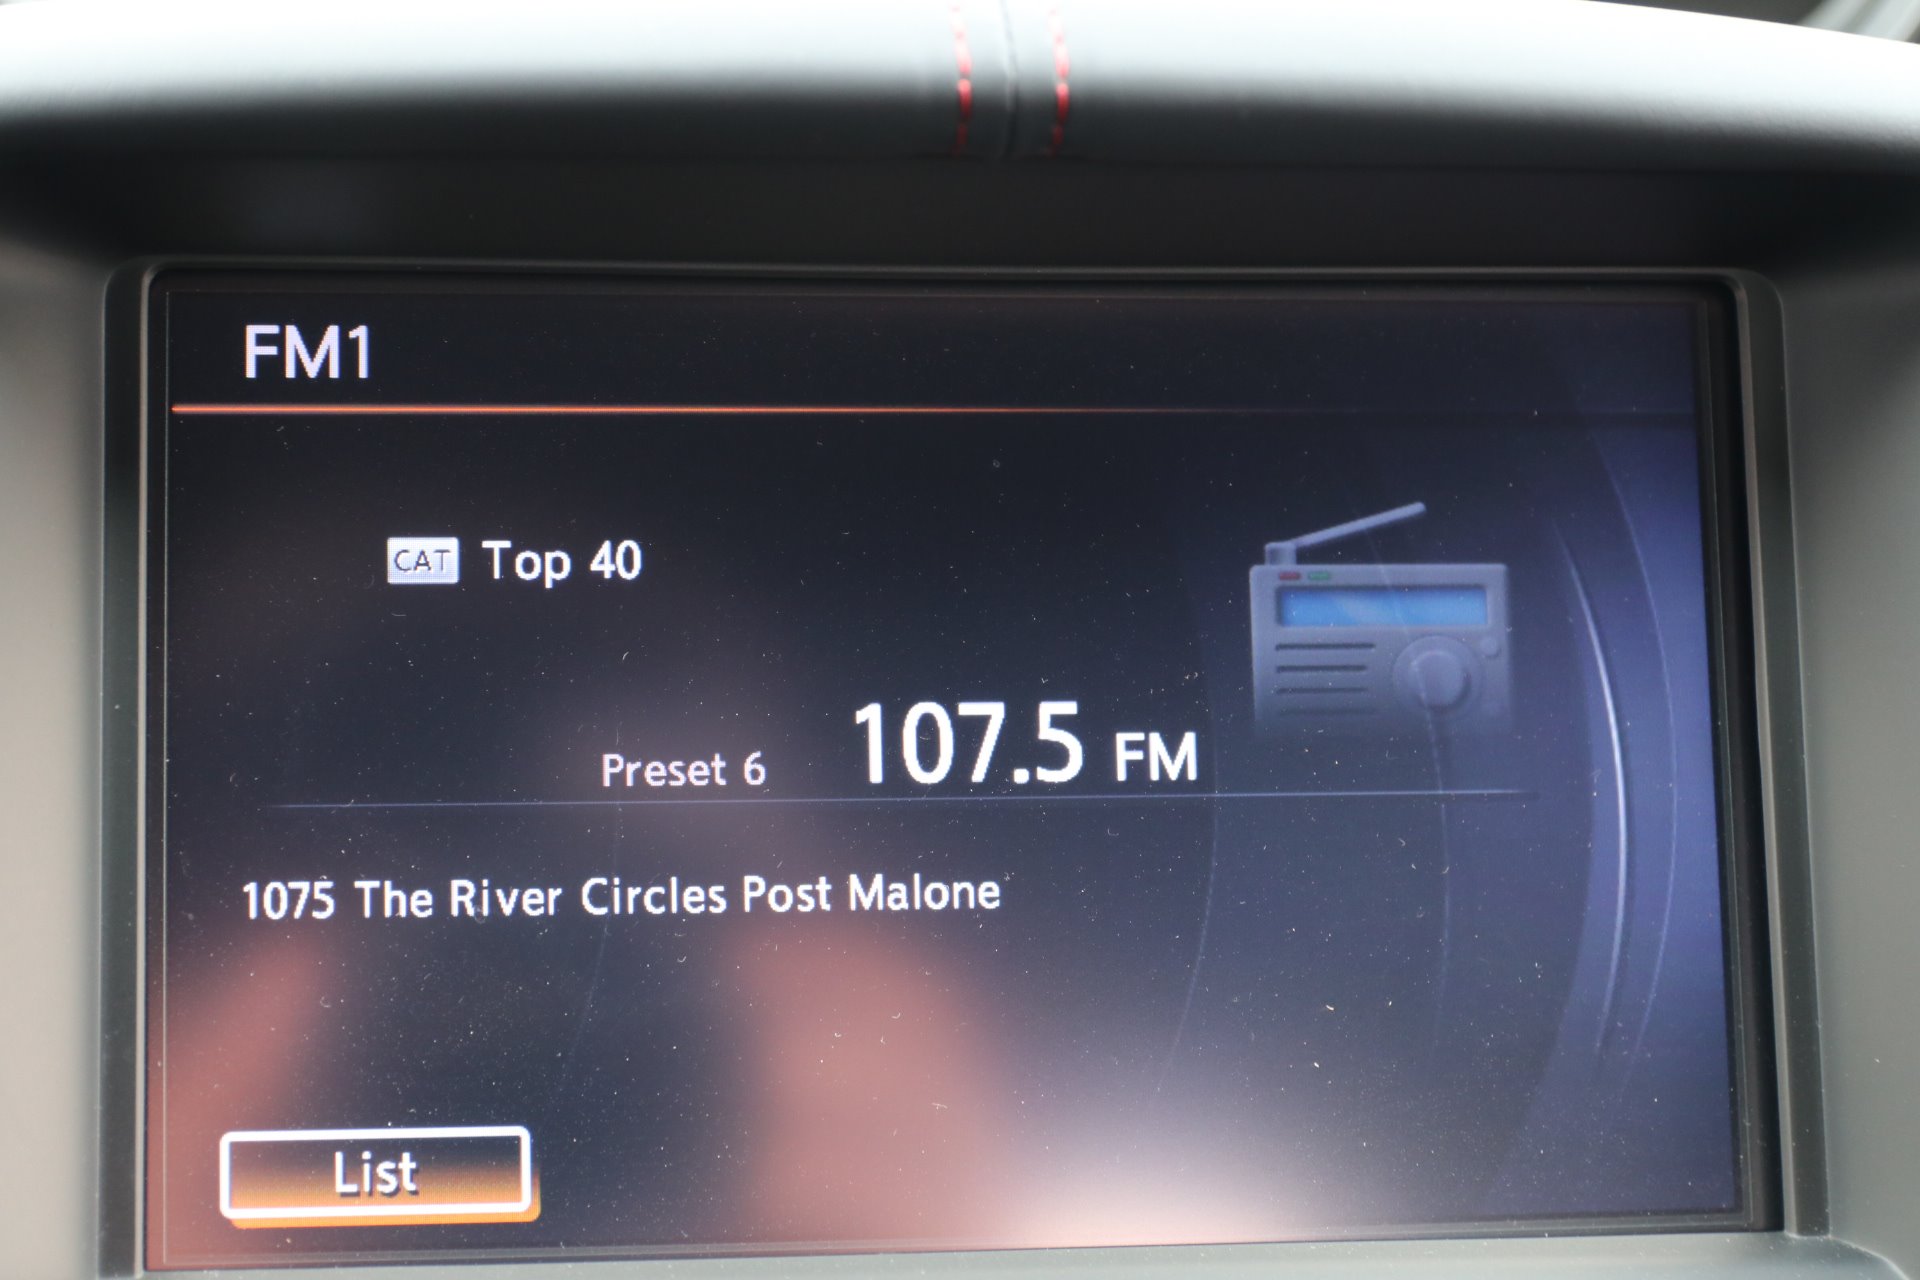 FM1
CAT Top 40
Preset 6 107.5 FM
1075 The River Circles Post Malone
List